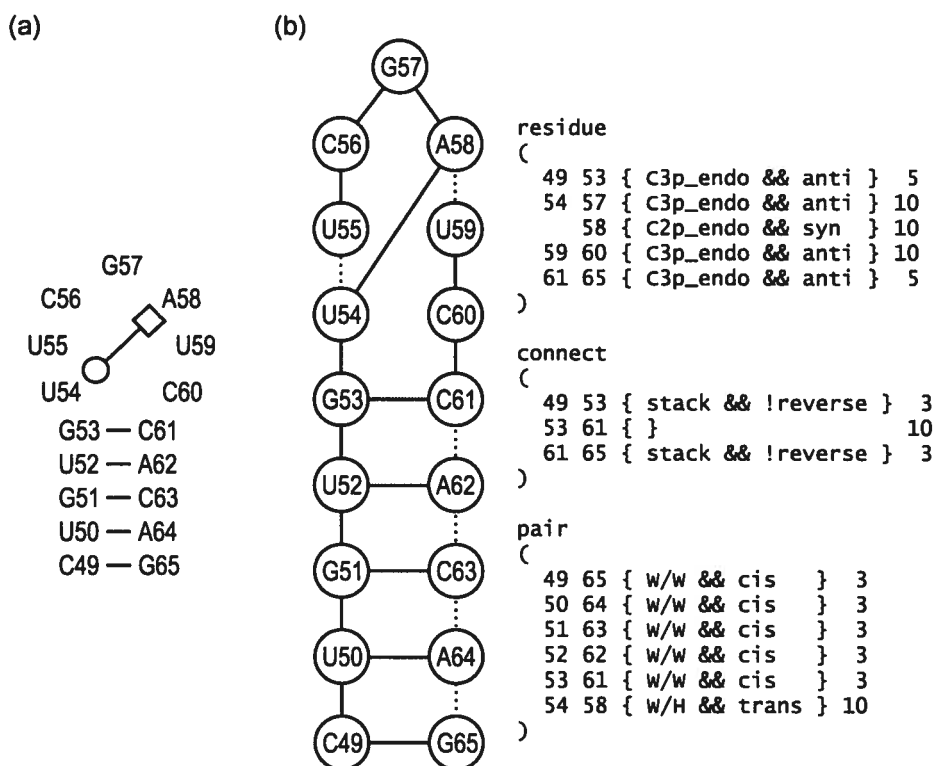 (a)
G57
C56 A58
U55 U59
U54 C60
G53 C61
U52 A62
G51 C63
U50 A64
C49 G65
(b)
G57
C56 A58
U55 U59
U54 C60
G53 C61
U52 A62
G51 C63
U50 A64
C49 G65
residue
(
49 53 { c3p_endo && anti } 5
54 57 { c3p_endo && anti } 10
58 { c2p_endo && syn } 10
59 60 { c3p_endo && anti } 10
61 65 { c3p_endo && anti } 5
)
connect
(
49 53 { stack && !reverse } 3
53 61 { } 10
61 65 { stack && !reverse } 3
)
pair
(
49 65 { W/W && cis } 3
50 64 { W/W && cis } 3
51 63 { W/W && cis } 3
52 62 { W/W && cis } 3
53 61 { W/W && cis } 3
54 58 { W/H && trans } 10
)